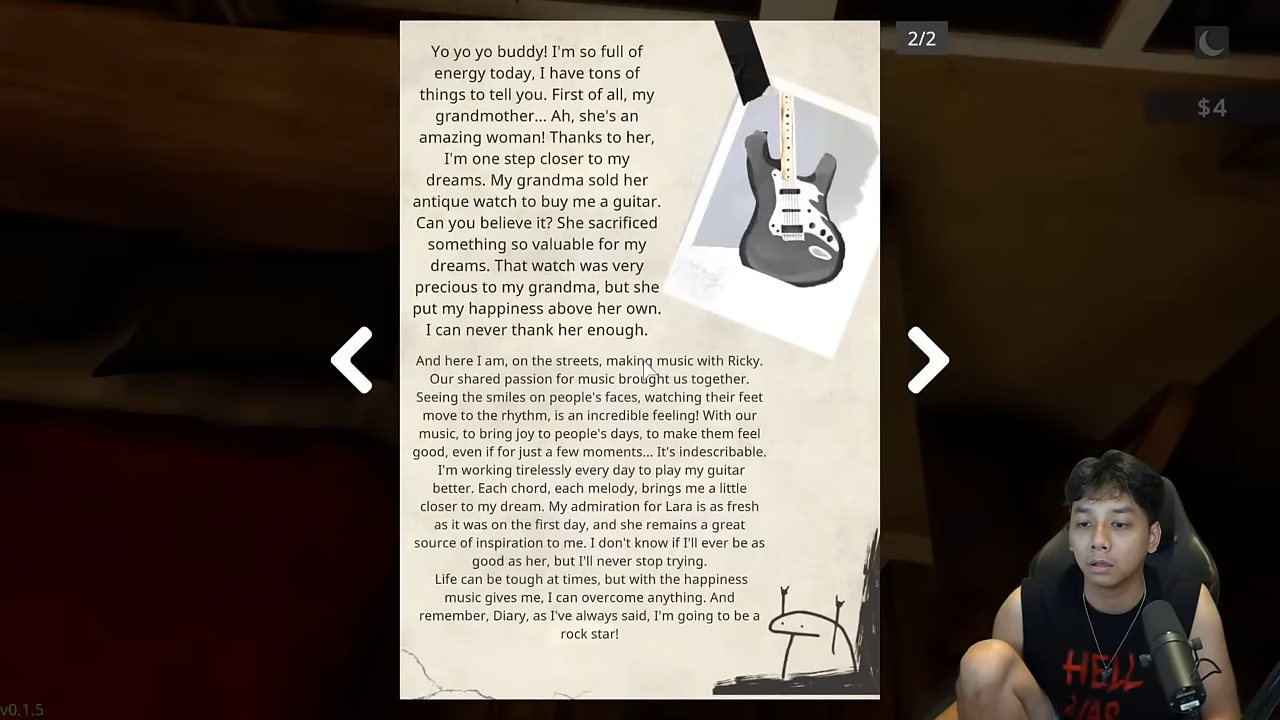 2/2
$4
Yo yo yo buddy! I'm so full of
energy today, I have tons of
things to tell you. First of all, my
grandmother... Ah, she's an
amazing woman! Thanks to her,
I'm one step closer to my
dreams. My grandma sold her
antique watch to buy me a guitar.
Can you believe it? She sacrificed
something so valuable for my
dreams. That watch was very
precious to my grandma, but she
put my happiness above her own.
I can never thank her enough.
And here I am, on the streets, making music with Ricky.
Our shared passion for music brought us together.
Seeing the smiles on people's faces, watching their feet
move to the rhythm, is an incredible feeling! With our
music, to bring joy to people's days, to make them feel
good, even if for just a few moments... It's indescribable.
I'm working tirelessly every day to play my guitar
better. Each chord, each melody, brings me a little
closer to my dream. My admiration for Lara is as fresh
as it was on the first day, and she remains a great
source of inspiration to me. I don't know if I'll ever be as
good as her, but I'll never stop trying.
Life can be tough at times, but with the happiness
music gives me, I can overcome anything. And
remember, Diary, as I've always said, I'm going to be a
rock star!
HELL
WAS
v0.1.5